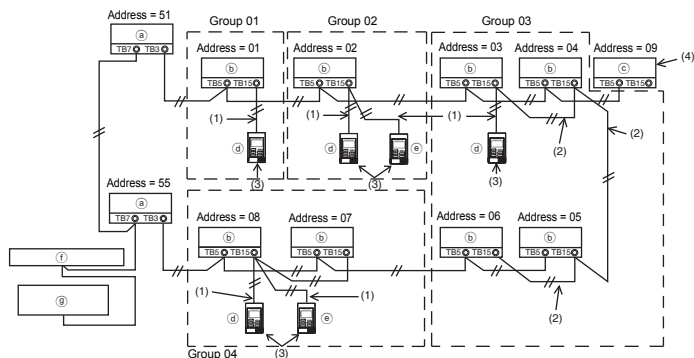 Address = 51
Group 01
Group 02
Group 03
ⓐ
TB7 TB3
Address = 01
Address = 02
Address = 03
Address = 04
Address = 09
ⓑ
ⓑ
ⓑ
ⓑ
ⓒ
(4)
TB5 TB15
TB5 TB15
TB5 TB15
TB5 TB15
TB5 TB15
(1)
(1)
(1)
(2)
(2)
ⓓ
ⓓ
ⓔ
ⓓ
(3)
(3)
(3)
Address = 55
ⓐ
TB7 TB3
Address = 08
Address = 07
Address = 06
Address = 05
ⓑ
ⓑ
ⓑ
ⓑ
TB5 TB15
TB5 TB15
TB5 TB15
TB5 TB15
ⓕ
ⓖ
(1)
(1)
(2)
ⓓ
ⓔ
(3)
Group 04